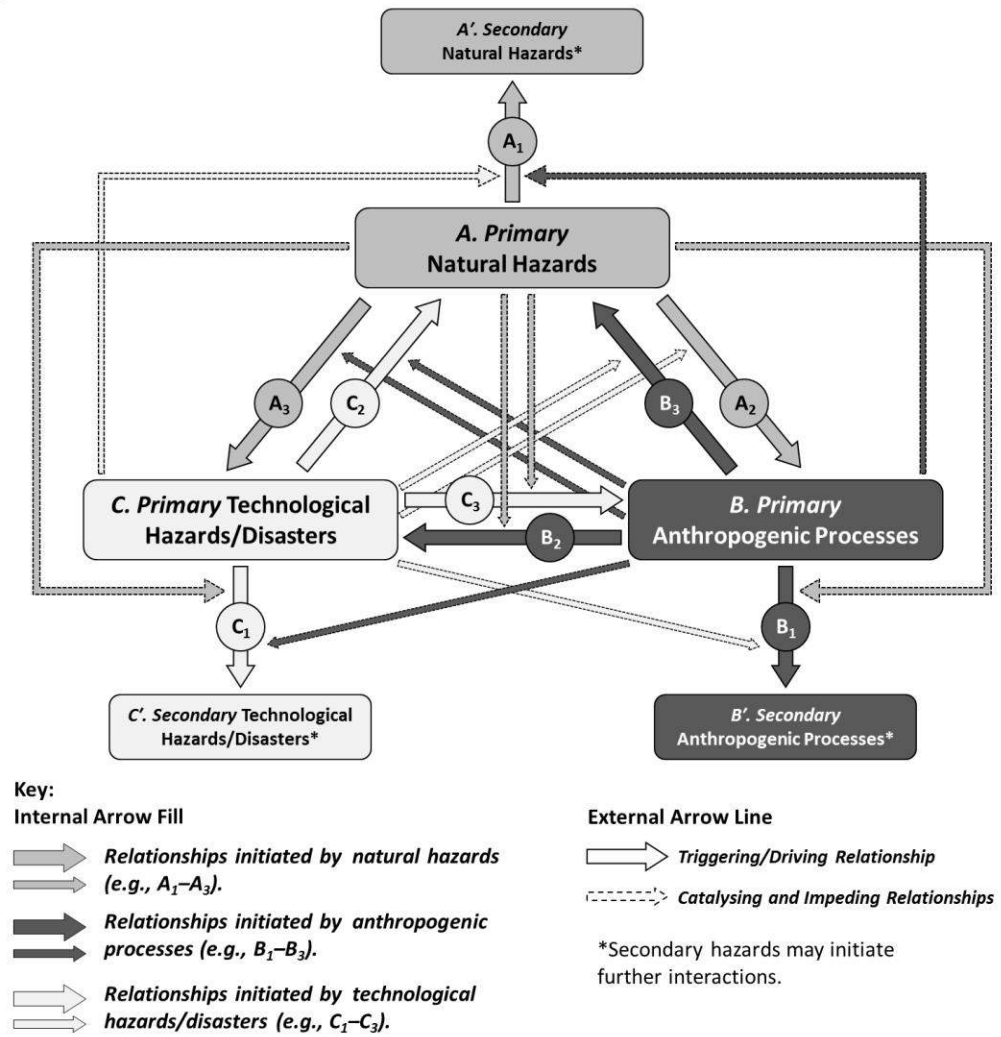 A'. Secondary
Natural Hazards*
A₁
A. Primary
Natural Hazards
A₃
C₂
B₃
A₂
C. Primary Technological
Hazards/Disasters
C₃
B₂
B. Primary
Anthropogenic Processes
C₁
B₁
C'. Secondary Technological
Hazards/Disasters*
B'. Secondary
Anthropogenic Processes*
Key:
Internal Arrow Fill
Relationships initiated by natural hazards
(e.g., A₁–A₃).
Relationships initiated by anthropogenic
processes (e.g., B₁–B₃).
Relationships initiated by technological
hazards/disasters (e.g., C₁–C₃).
External Arrow Line
Triggering/Driving Relationship
Catalysing and Impeding Relationships
*Secondary hazards may initiate
further interactions.